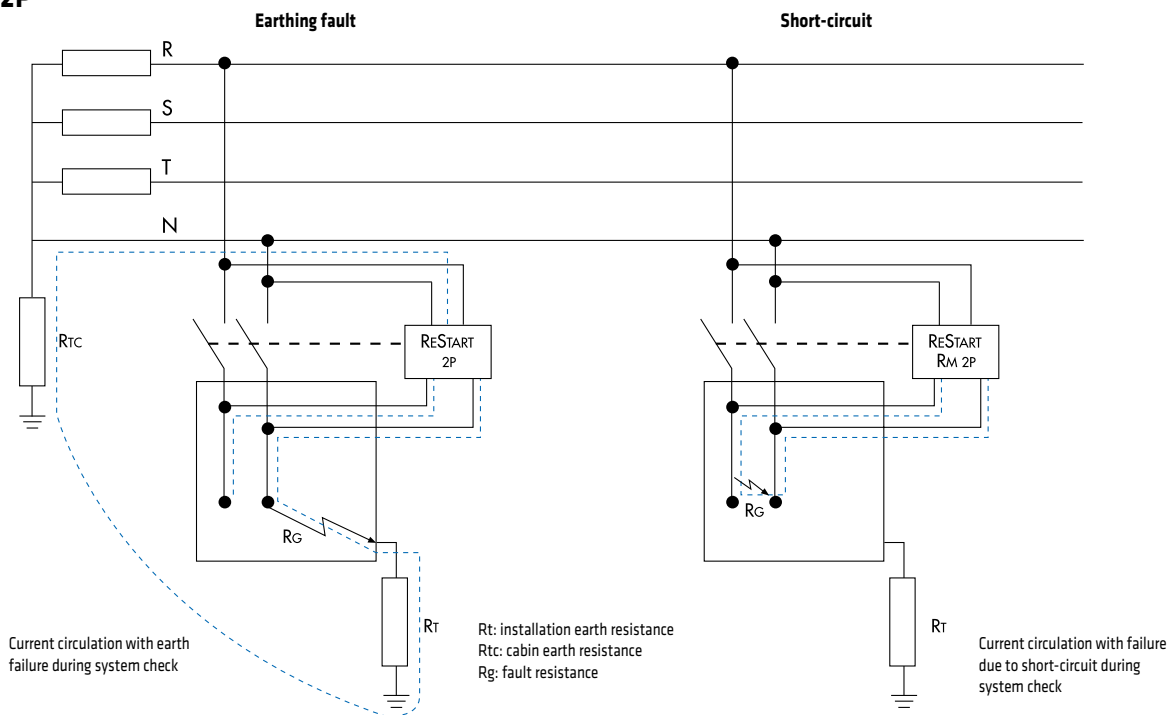 2P
Earthing fault
Short-circuit
R
S
T
N
RTC
RESTART
2P
RESTART
RM 2P
RG
RG
RT
RT
Current circulation with earth
failure during system check
Rt: installation earth resistance
Rtc: cabin earth resistance
Rg: fault resistance
Current circulation with failure
due to short-circuit during
system check